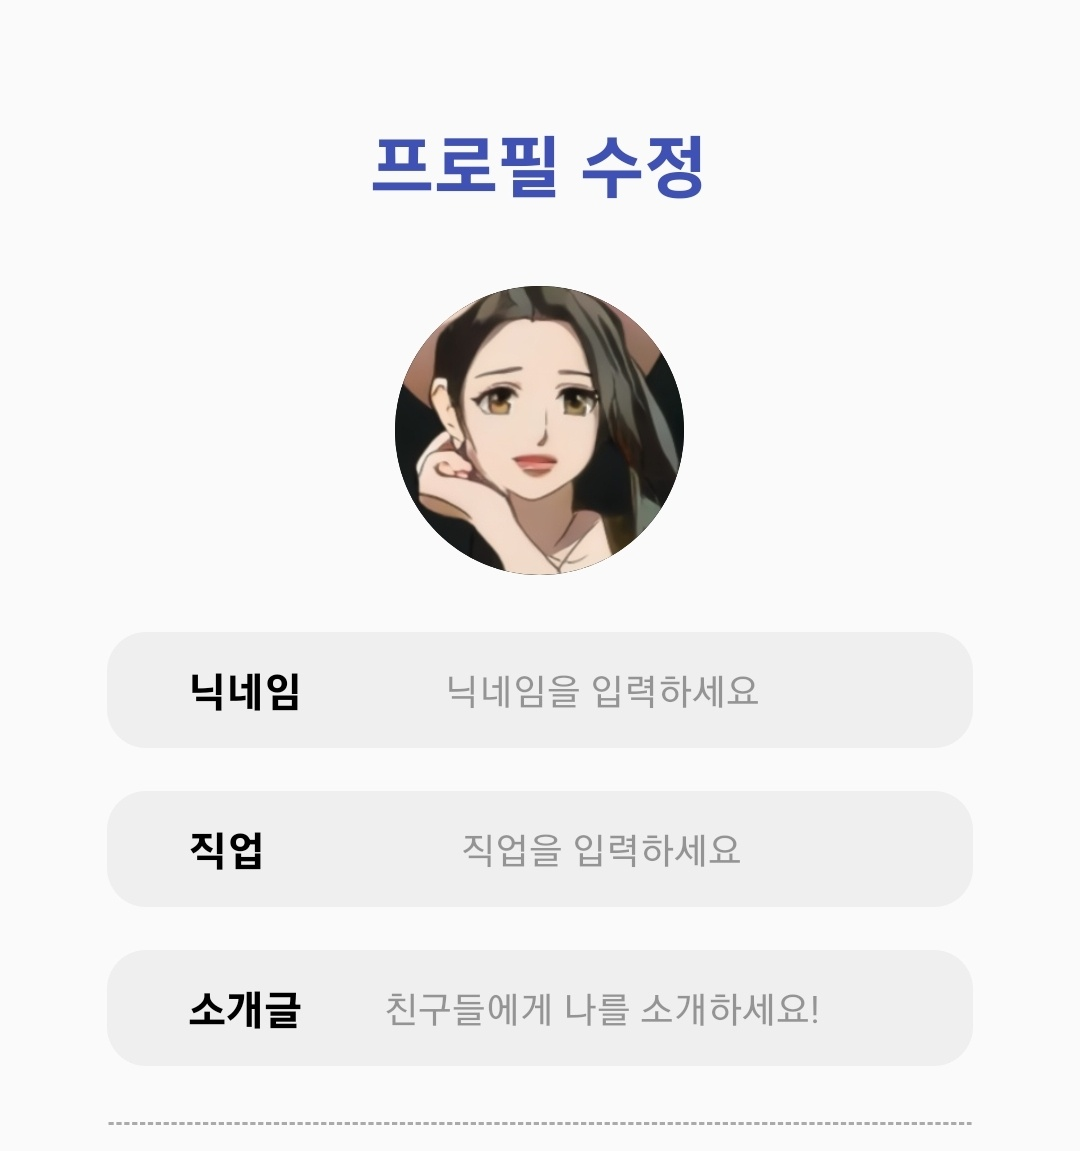 프로필 수정
닉네임 닉네임을 입력하세요
직업 직업을 입력하세요
소개글 친구들에게 나를 소개하세요!